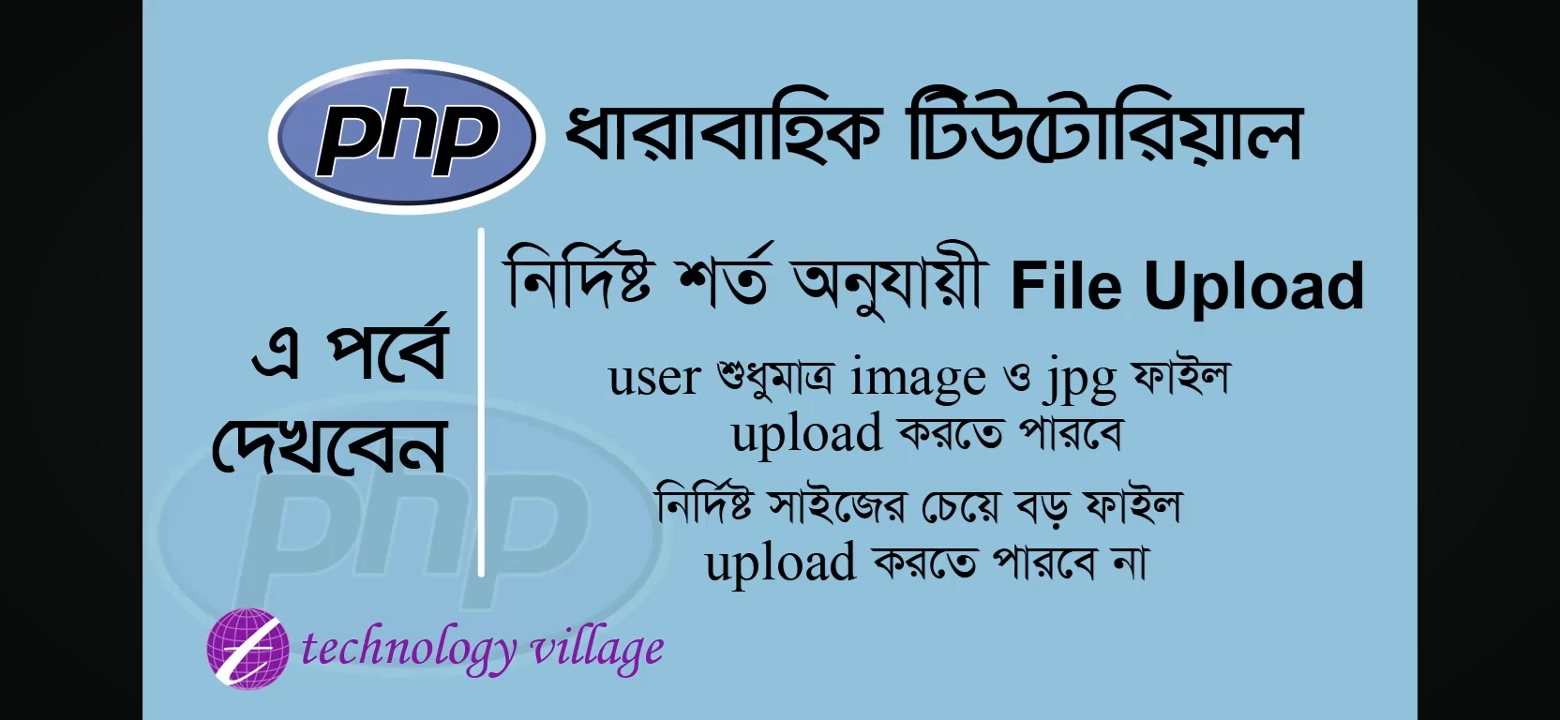 php ধারাবাহিক টিউটোরিয়াল
এ পর্বে
দেখবেন
নির্দিষ্ট শর্ত অনুযায়ী File Upload
user শুধুমাত্র image ও jpg ফাইল
upload করতে পারবে
নির্দিষ্ট সাইজের চেয়ে বড় ফাইল
upload করতে পারবে না
php
t technology village